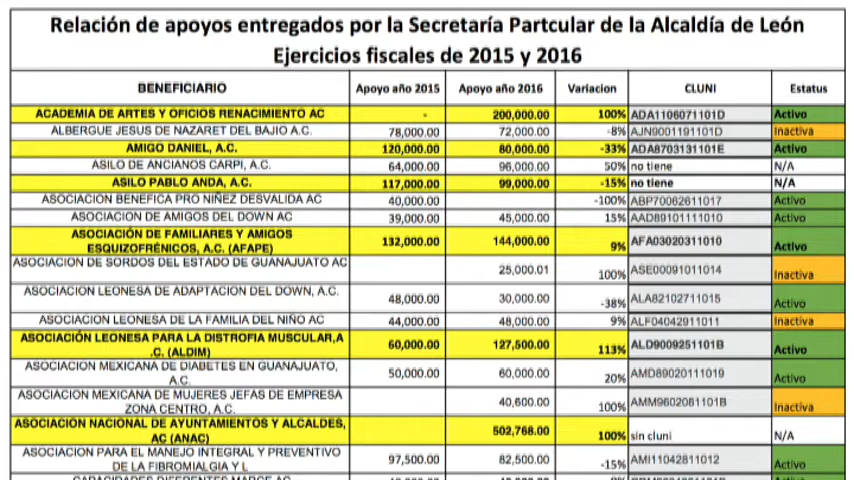 Relación de apoyos entregados por la Secretaría Partcular de la Alcaldía de León
Ejercicios fiscales de 2015 y 2016
BENEFICIARIO Apoyo año 2015 Apoyo año 2016 Variacion CLUNI Estatus
ACADEMIA DE ARTES Y OFICIOS RENACIMIENTO AC - 200,000.00 100% ADA1106071101D Activo
ALBERGUE JESUS DE NAZARET DEL BAJIO A.C. 78,000.00 72,000.00 -8% AJN9001191101D Inactiva
AMIGO DANIEL, A.C. 120,000.00 80,000.00 -33% ADA8703131101E Activo
ASILO DE ANCIANOS CARPI, A.C. 64,000.00 96,000.00 50% no tiene N/A
ASILO PABLO ANDA, A.C. 117,000.00 99,000.00 -15% no tiene N/A
ASOCIACION BENEFICA PRO NIÑEZ DESVALIDA AC 40,000.00 -100% ABP70062611017 Activo
ASOCIACION DE AMIGOS DEL DOWN AC 39,000.00 45,000.00 15% AAD89101111010 Activo
ASOCIACIÓN DE FAMILIARES Y AMIGOS
ESQUIZOFRÉNICOS, A.C. (AFAPE) 132,000.00 144,000.00 9% AFA03020311010 Activo
ASOCIACION DE SORDOS DEL ESTADO DE GUANAJUATO AC 25,000.01 100% ASE00091011014 Inactiva
ASOCIACION LEONESA DE ADAPTACION DEL DOWN, A.C. 48,000.00 30,000.00 -38% ALA82102711015 Activo
ASOCIACION LEONESA DE LA FAMILIA DEL NIÑO AC 44,000.00 48,000.00 9% ALF04042911011 Inactiva
ASOCIACIÓN LEONESA PARA LA DISTROFIA MUSCULAR,A
.C. (ALDIM) 60,000.00 127,500.00 113% ALD9009251101B Activo
ASOCIACION MEXICANA DE DIABETES EN GUANAJUATO,
A.C. 50,000.00 60,000.00 20% AMD89020111019 Activo
ASOCIACION MEXICANA DE MUJERES JEFAS DE EMPRESA
ZONA CENTRO, A.C. 40,600.00 100% AMM9602081101B Inactiva
ASOCIACION NACIONAL DE AYUNTAMIENTOS Y ALCALDES,
AC (ANAC) 502,768.00 100% sin cluni N/A
ASOCIACION PARA EL MANEJO INTEGRAL Y PREVENTIVO
DE LA FIBROMIALGIA Y L 97,500.00 82,500.00 -15% AMI11042811012 Activo